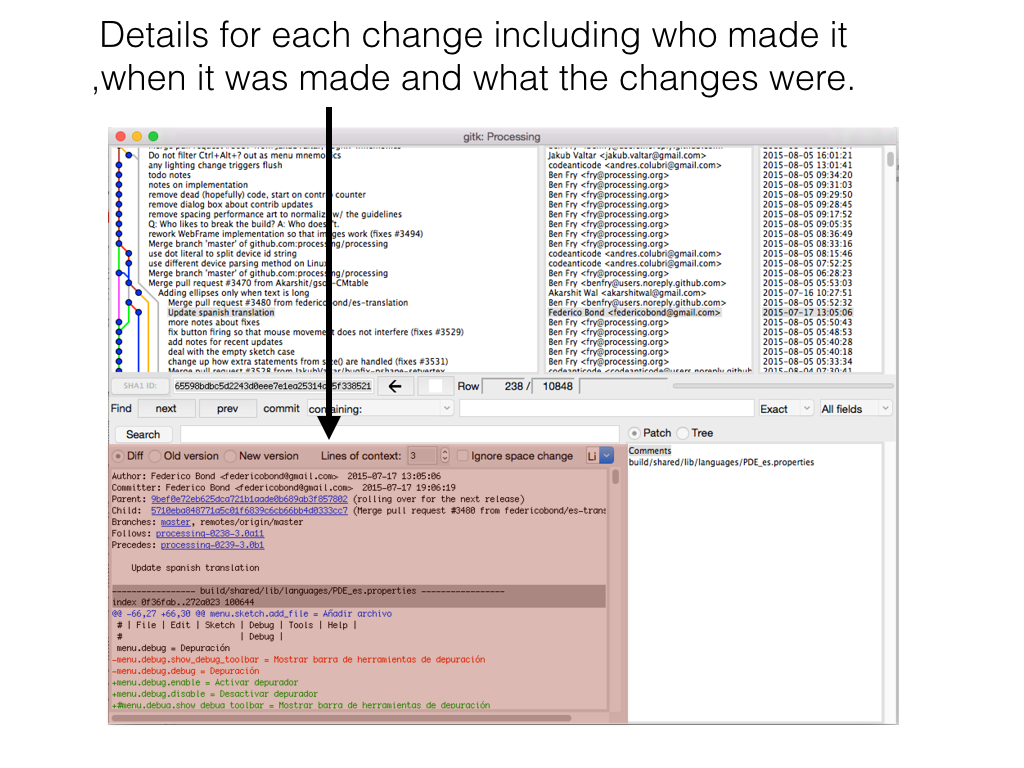 Details for each change including who made it
,when it was made and what the changes were.
gitk: Processing
Do not filter Ctrl+Alt+? out as menu mnemonics Jakub Valtar <jakub.valtar@gmail.com> 2015-08-05 16:01:21
any lighting change triggers flush codeanticode <andres.colubri@gmail.com> 2015-08-05 13:01:41
todo notes Ben Fry <fry@processing.org> 2015-08-05 09:34:20
notes on implementation Ben Fry <fry@processing.org> 2015-08-05 09:31:03
remove dead (hopefully) code, start on contrib counter Ben Fry <fry@processing.org> 2015-08-05 09:29:50
remove dialog box about contrib updates Ben Fry <fry@processing.org> 2015-08-05 09:28:45
remove spacing performance art to normalize w/ the guidelines Ben Fry <fry@processing.org> 2015-08-05 09:17:52
Q: Who likes to break the build? A: Who doesn't. Ben Fry <fry@processing.org> 2015-08-05 09:05:35
rework WebFrame implementation so that images work (fixes #3494) Ben Fry <fry@processing.org> 2015-08-05 08:36:49
Merge branch 'master' of github.com:processing/processing Ben Fry <fry@processing.org> 2015-08-05 08:33:16
use dot literal to split device id string codeanticode <andres.colubri@gmail.com> 2015-08-05 08:15:46
use different device parsing method on Linux codeanticode <andres.colubri@gmail.com> 2015-08-05 07:52:25
Merge branch 'master' of github.com:processing/processing Ben Fry <fry@processing.org> 2015-08-05 06:28:23
Merge pull request #3470 from Akarshit/gsoc-CMtable Ben Fry <benfry@users.noreply.github.com> 2015-08-05 05:53:03
Adding ellipses only when text is long Akarshit Wal <akarshitwal@gmail.com> 2015-07-16 10:27:51
Merge pull request #3480 from federicobond/es-translation Ben Fry <benfry@users.noreply.github.com> 2015-08-05 05:52:32
Update spanish translation Federico Bond <federicobond@gmail.com> 2015-07-17 13:05:06
more notes about fixes Ben Fry <fry@processing.org> 2015-08-05 05:50:43
fix button firing so that mouse movement does not interfere (fixes #3529) Ben Fry <fry@processing.org> 2015-08-05 05:48:53
add notes for recent updates Ben Fry <fry@processing.org> 2015-08-05 05:40:28
deal with the empty sketch case Ben Fry <fry@processing.org> 2015-08-05 05:40:18
change up how extra statements from size() are handled (fixes #3531) Ben Fry <fry@processing.org> 2015-08-05 05:33:34
Merge pull request #3528 from JakubValtar/bugfix-pshape-setvertex Ben Fry <benfry@users.noreply.github 2015-08-04 07:30:41
SHA1 ID: Row 238 / 10848
Find next prev commit containing: Exact All fields
Search Patch Tree
Diff Old version New version Lines of context: 3 Ignore space change Li
Comments
build/shared/lib/languages/PDE_es.properties
Author: Federico Bond <federicobond@gmail.com> 2015-07-17 13:05:06
Committer: Federico Bond <federicobond@gmail.com> 2015-07-17 19:06:19
Parent: 9bef0e72eb625dca721b1aade0b689ab3f857802 (rolling over for the next release)
Child: 5710eba848771a5c01f6839c6cb66bb4d0333cc7 (Merge pull request #3480 from federicobond/es-trans
Branches: master, remotes/origin/master
Follows: processing-0238-3.0a11
Precedes: processing-0239-3.0b1
Update spanish translation
----------------- build/shared/lib/languages/PDE_es.properties -----------------
index 0f36fab..272a023 100644
@@ -66,27 +66,30 @@ menu.sketch.add_file = Añadir archivo
# | File | Edit | Sketch | Debug | Tools | Help |
# | Debug |
menu.debug = Depuración
-menu.debug.show_debug_toolbar = Mostrar barra de herramientas de depuración
-menu.debug.debug = Depuración
+menu.debug.enable = Activar depurador
+menu.debug.disable = Desactivar depurador
+#menu.debug.show_debug_toolbar = Mostrar barra de herramientas de depuración